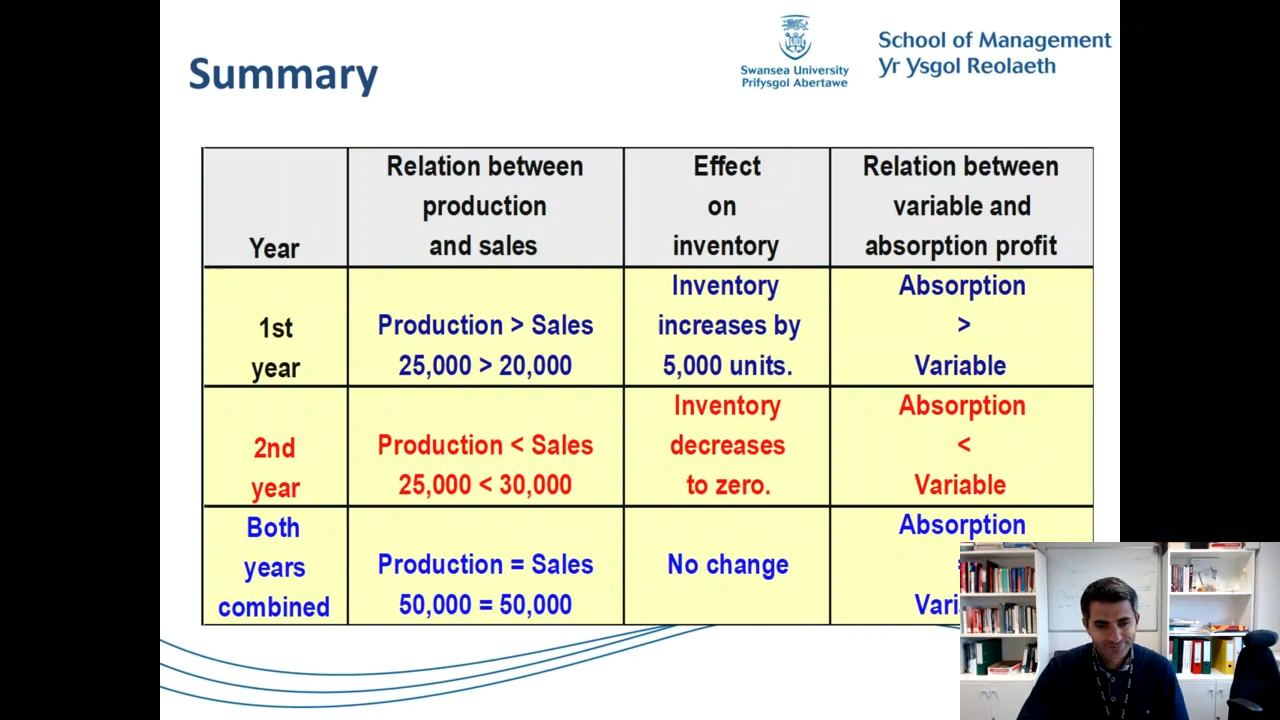 Summary
Swansea University
Prifysgol Abertawe
School of Management
Yr Ysgol Reolaeth
Year
Relation between
production
and sales
Effect
on
inventory
Relation between
variable and
absorption profit
1st
year
Production > Sales
25,000 > 20,000
Inventory
increases by
5,000 units.
Absorption
>
Variable
2nd
year
Production < Sales
25,000 < 30,000
Inventory
decreases
to zero.
Absorption
<
Variable
Both
years
combined
Production = Sales
50,000 = 50,000
No change
Absorption